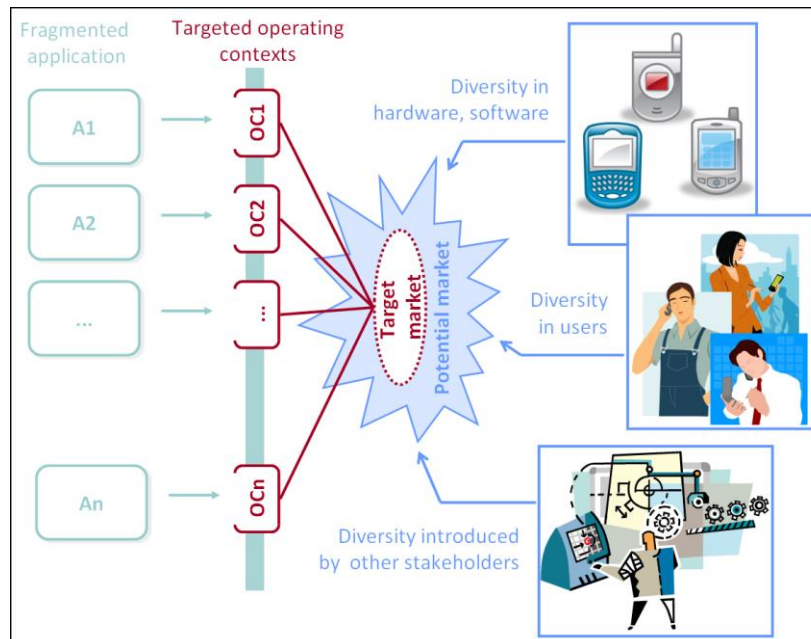 Fragmented
application
Targeted operating
contexts
A1
A2
...
An
OC1
OC2
...
OCn
Target
market
Potential market
Diversity in
hardware, software
Diversity
in users
Diversity introduced
by other stakeholders